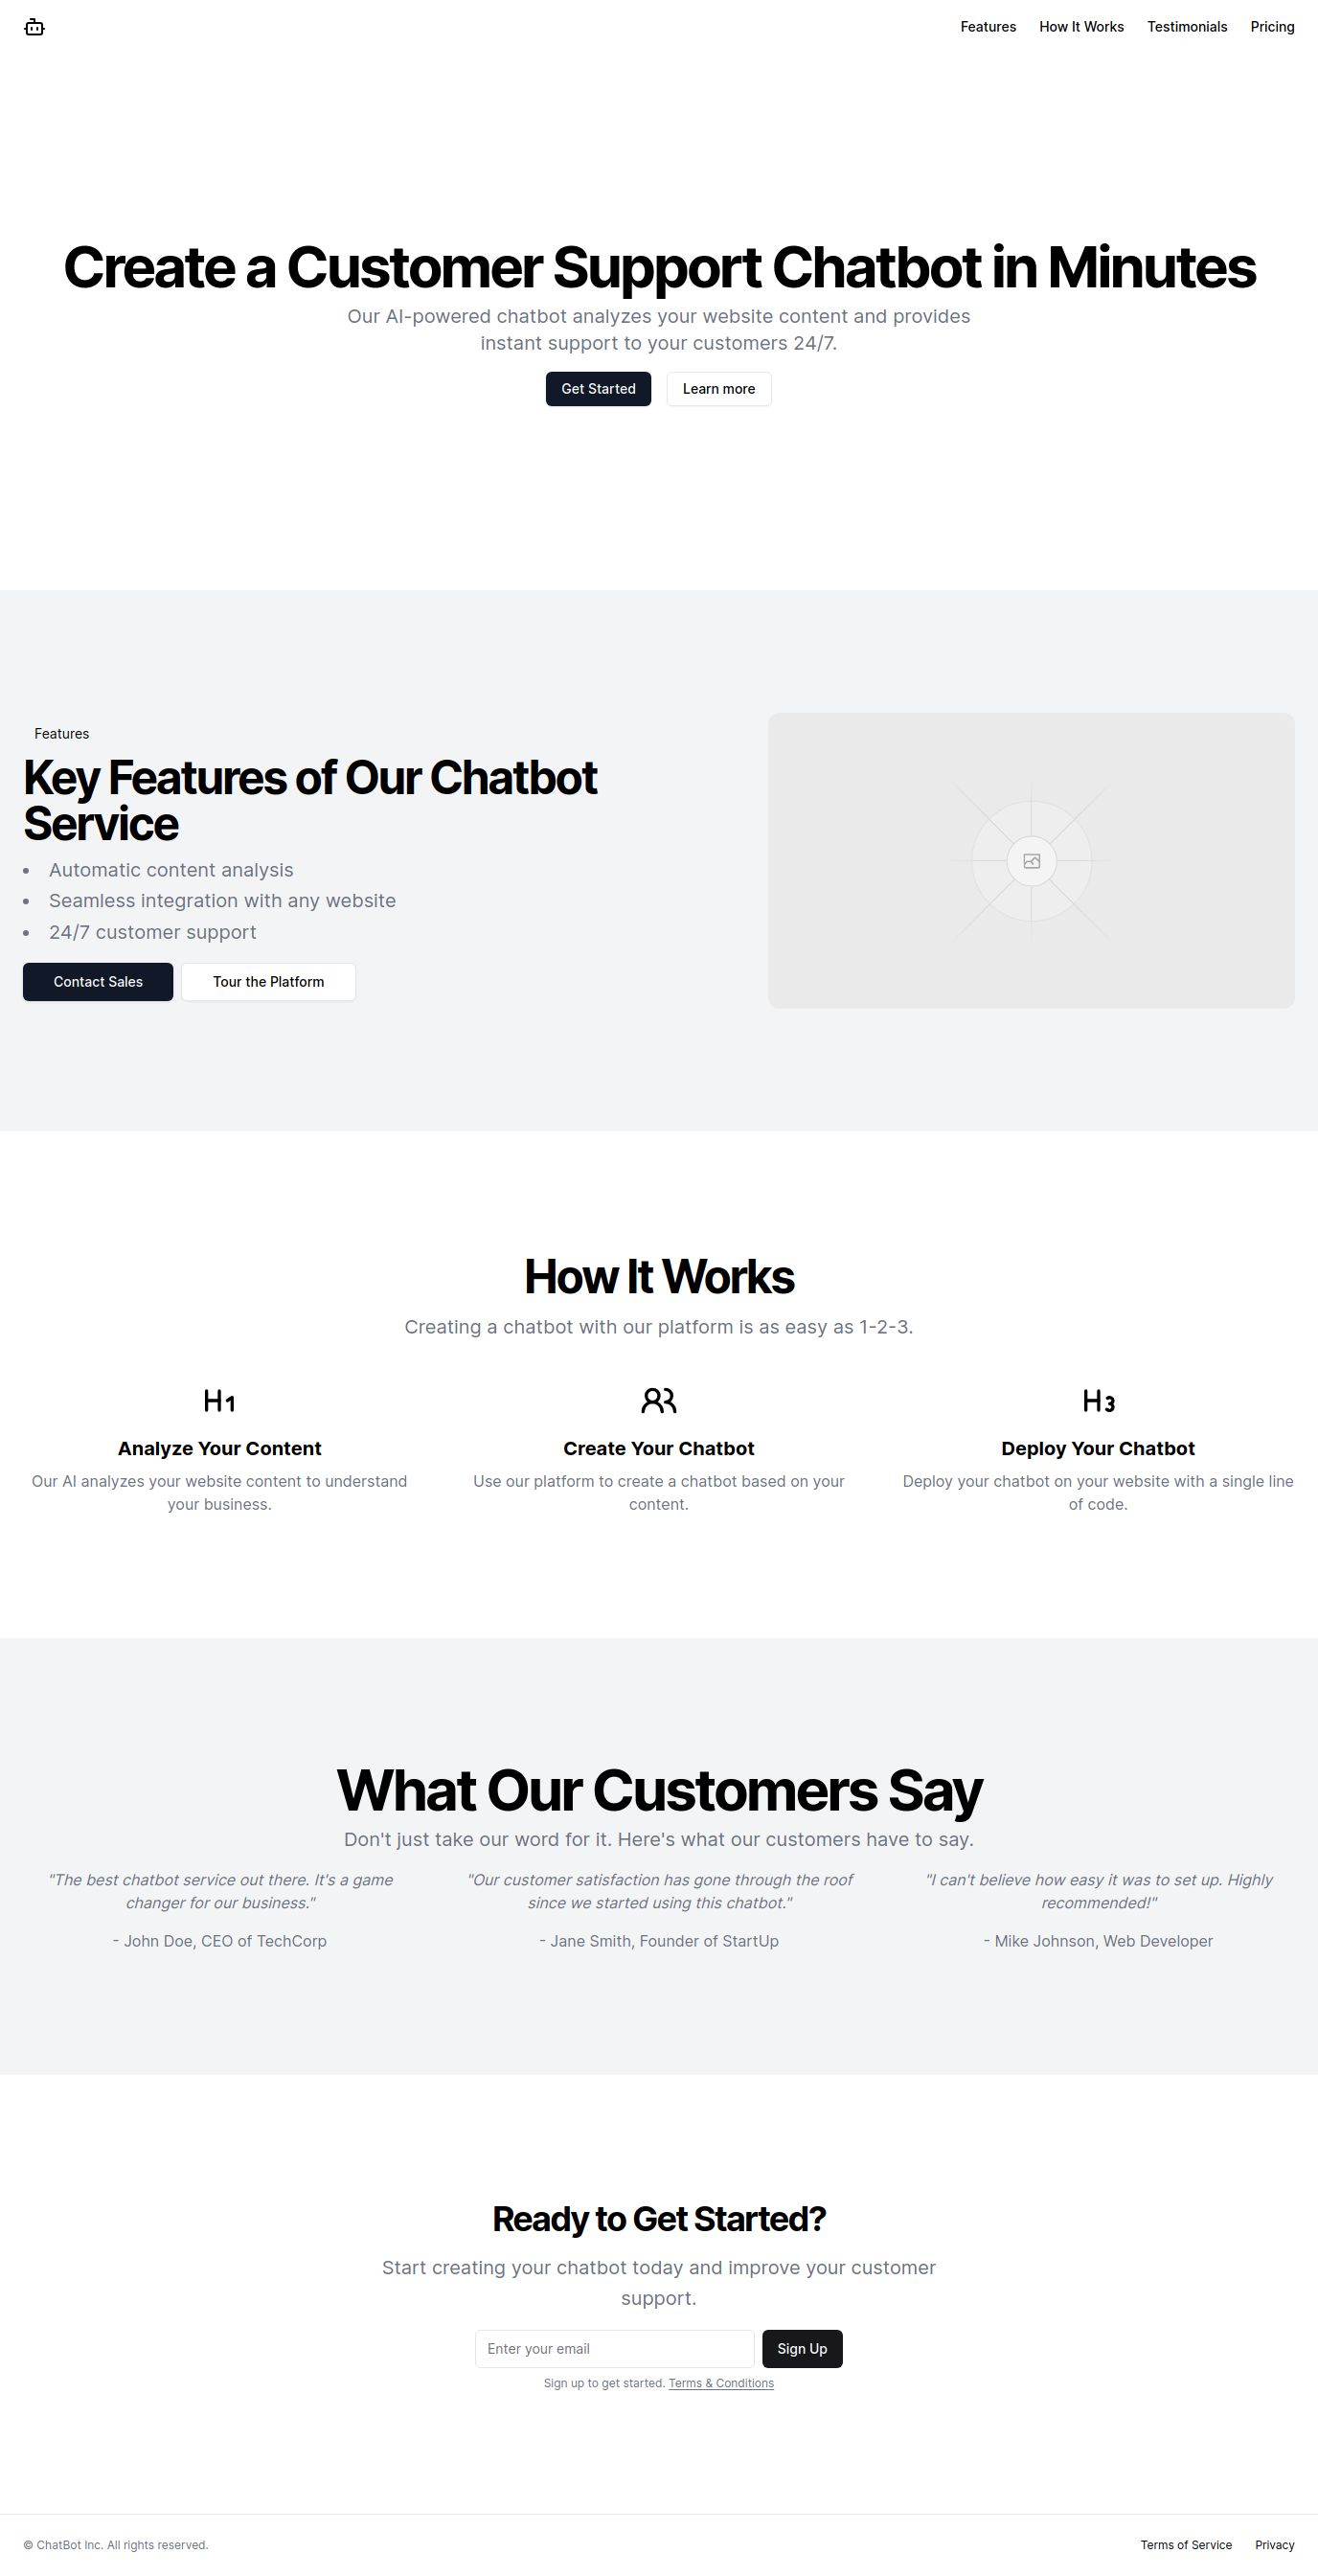 Features How It Works Testimonials Pricing
Create a Customer Support Chatbot in Minutes
Our AI-powered chatbot analyzes your website content and provides
instant support to your customers 24/7.
Get Started Learn more
Features
Key Features of Our Chatbot
Service
• Automatic content analysis
• Seamless integration with any website
• 24/7 customer support
Contact Sales Tour the Platform
How It Works
Creating a chatbot with our platform is as easy as 1-2-3.
H1
Analyze Your Content
Our AI analyzes your website content to understand
your business.
Create Your Chatbot
Use our platform to create a chatbot based on your
content.
H3
Deploy Your Chatbot
Deploy your chatbot on your website with a single line
of code.
What Our Customers Say
Don't just take our word for it. Here's what our customers have to say.
"The best chatbot service out there. It's a game
changer for our business."
- John Doe, CEO of TechCorp
"Our customer satisfaction has gone through the roof
since we started using this chatbot."
- Jane Smith, Founder of StartUp
"I can't believe how easy it was to set up. Highly
recommended!"
- Mike Johnson, Web Developer
Ready to Get Started?
Start creating your chatbot today and improve your customer
support.
Enter your email Sign Up
Sign up to get started. Terms & Conditions
© ChatBot Inc. All rights reserved. Terms of Service Privacy